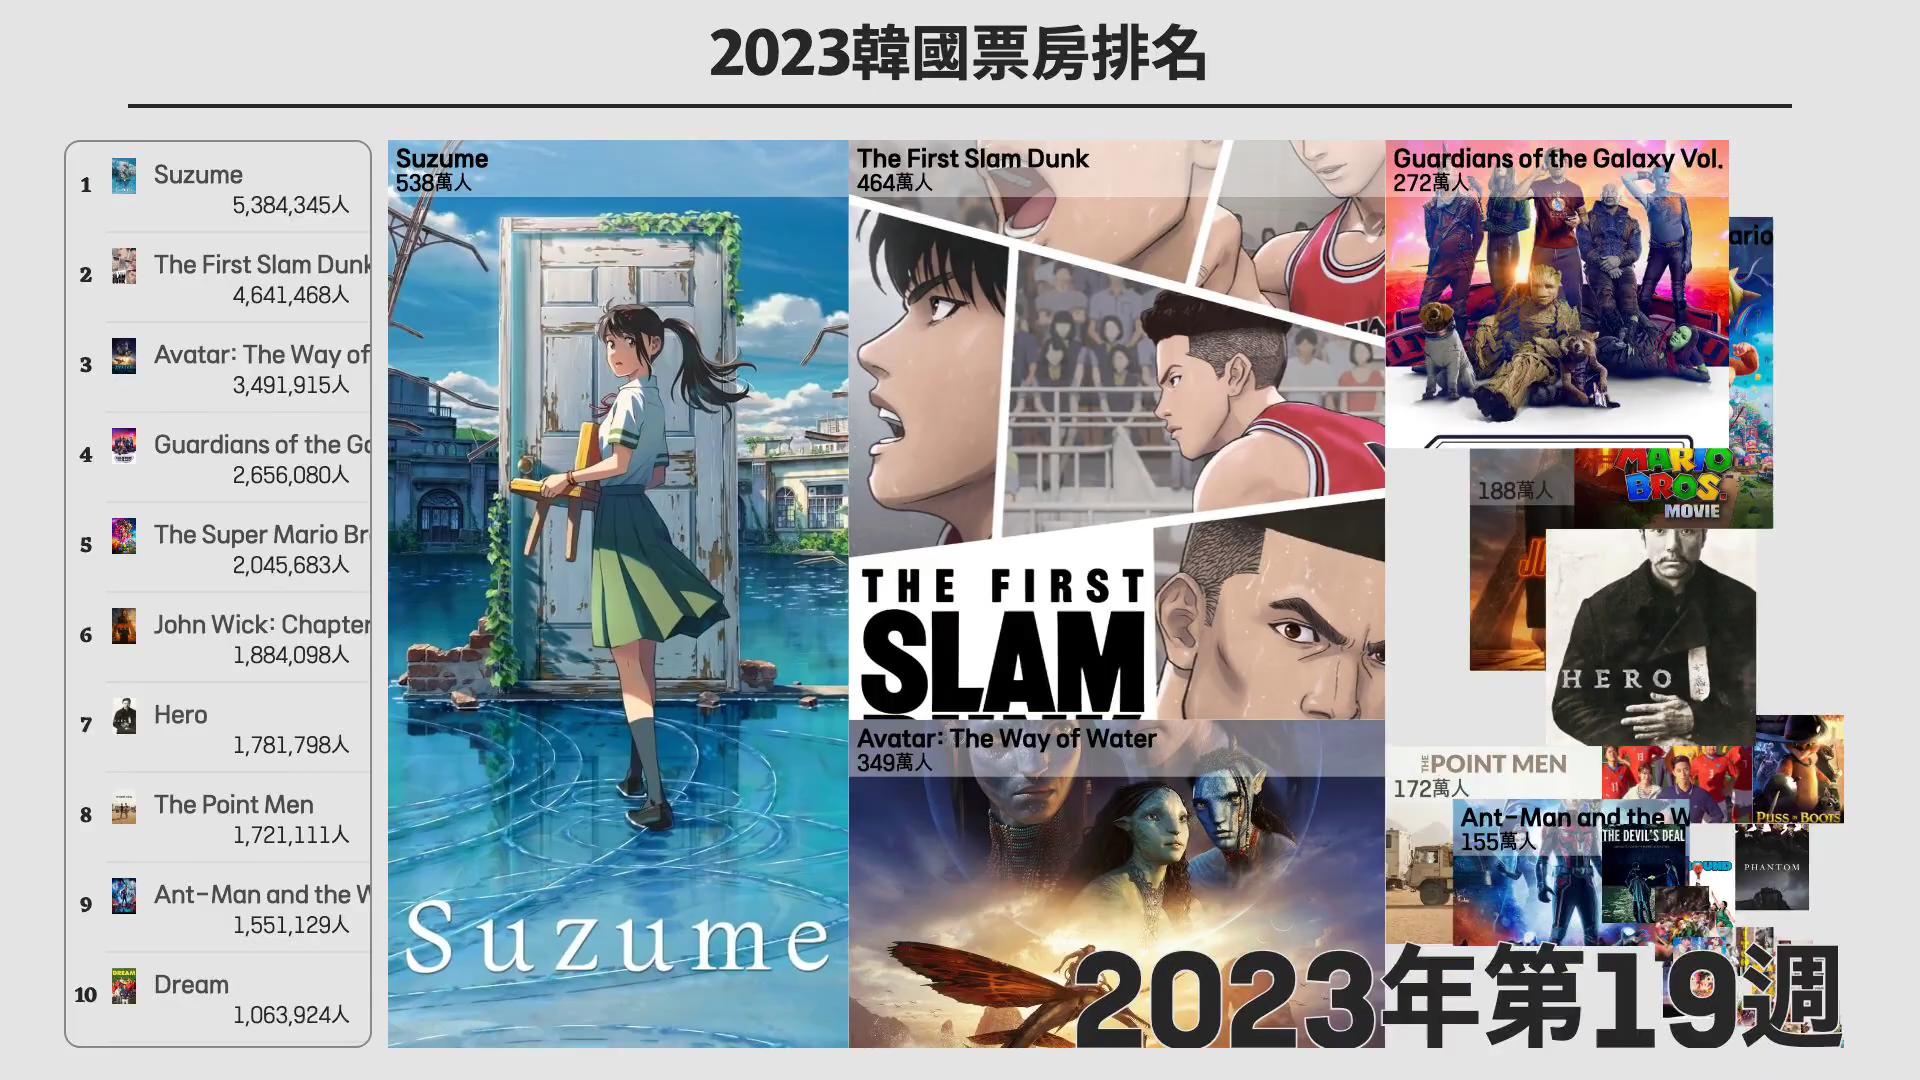 2023韓國票房排名
1
Suzume
5,384,345人
2
The First Slam Dunk
4,641,468人
3
Avatar: The Way of
3,491,915人
4
Guardians of the Ga
2,656,080人
5
The Super Mario Br
2,045,683人
6
John Wick: Chapter
1,884,098人
7
Hero
1,781,798人
8
The Point Men
1,721,111人
9
Ant-Man and the W
1,551,129人
10
Dream
1,063,924人
Suzume
538萬人
Suzume
The First Slam Dunk
464萬人
THE FIRST
SLAM
Avatar: The Way of Water
349萬人
Guardians of the Galaxy Vol.
272萬人
ario
MARIO
BROS.
MOVIE
188萬人
HERO
THE POINT MEN
172萬人
PUSS IN BOOTS
Ant-Man and the W
155萬人
THE DEVIL'S DEAL
OUND
PHANTOM
2023年第19週